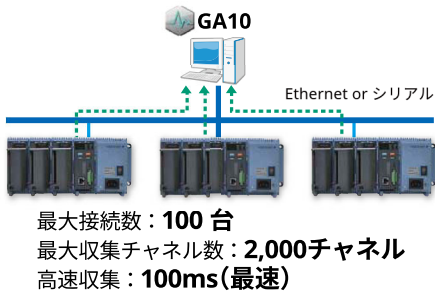 GA10
Ethernet or シリアル
最大接続数：100 台
最大収集チャネル数：2,000チャネル
高速収集：100ms（最速）